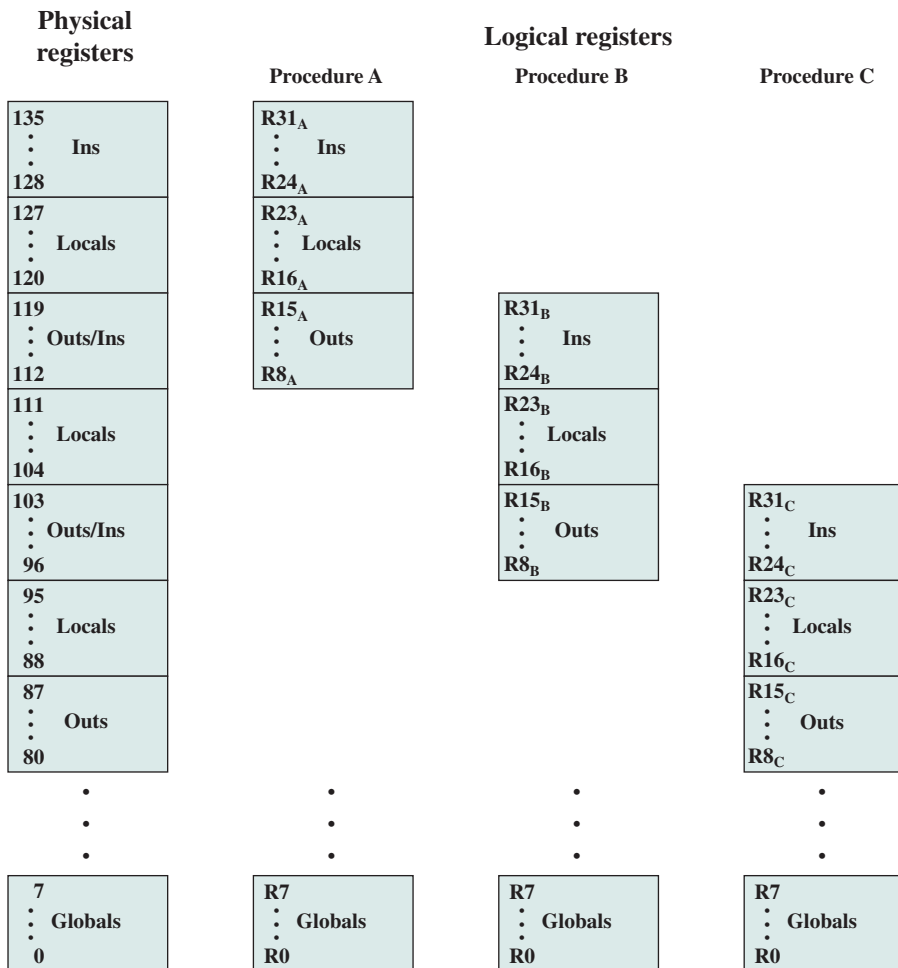 Physical registers
Logical registers
Procedure A
Procedure B
Procedure C
135
Ins
128
127
Locals
120
119
Outs/Ins
112
111
Locals
104
103
Outs/Ins
96
95
Locals
88
87
Outs
80
7
Globals
0
R31A
Ins
R24A
R23A
Locals
R16A
R15A
Outs
R8A
R7
Globals
R0
R31B
Ins
R24B
R23B
Locals
R16B
R15B
Outs
R8B
R7
Globals
R0
R31C
Ins
R24C
R23C
Locals
R16C
R15C
Outs
R8C
R7
Globals
R0